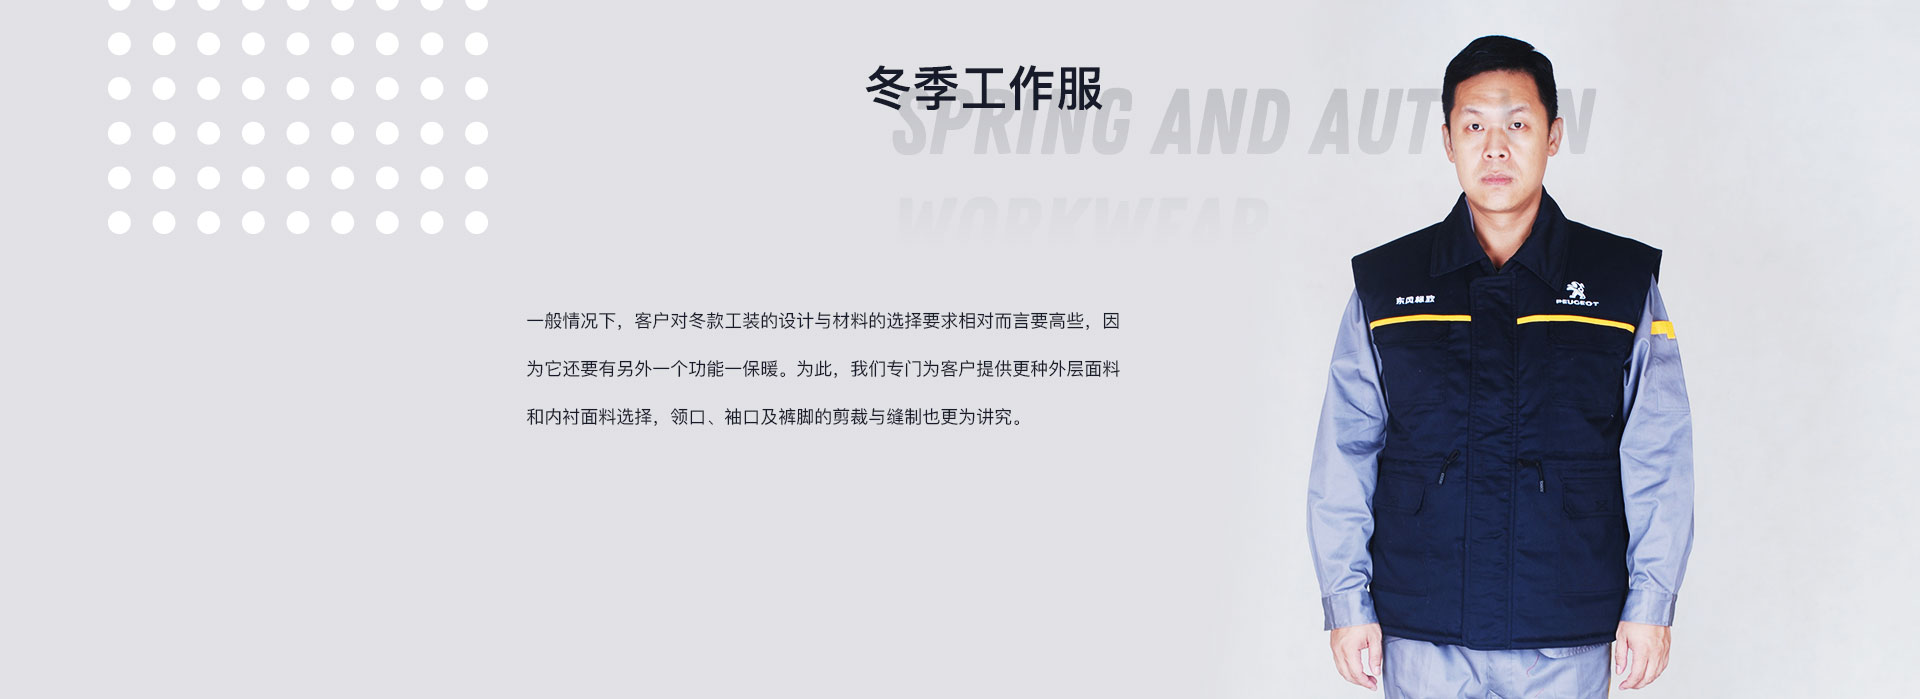 冬季工作服
SPRING AND AUT N
WORKWEAR
一般情况下，客户对冬款工装的设计与材料的选择要求相对而言要高些，因
为它还要有另外一个功能一保暖。为此，我们专门为客户提供更种外层面料
和内衬面料选择，领口、袖口及裤脚的剪裁与缝制也更为讲究。
东风标致
PEUGEOT